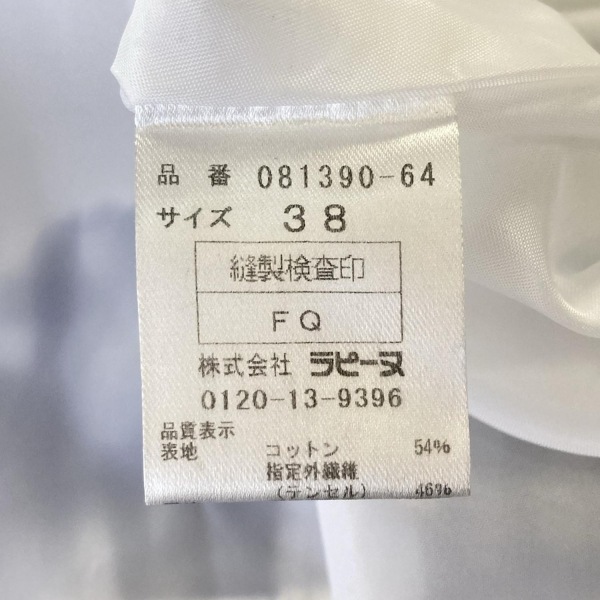 品 番 081390-64
サイズ 38
縫製検査印
FQ
株式会社 ラピーヌ
0120-13-9396
品質表示
表地 コットン 54%
指定外繊維
(テンセル) 46%